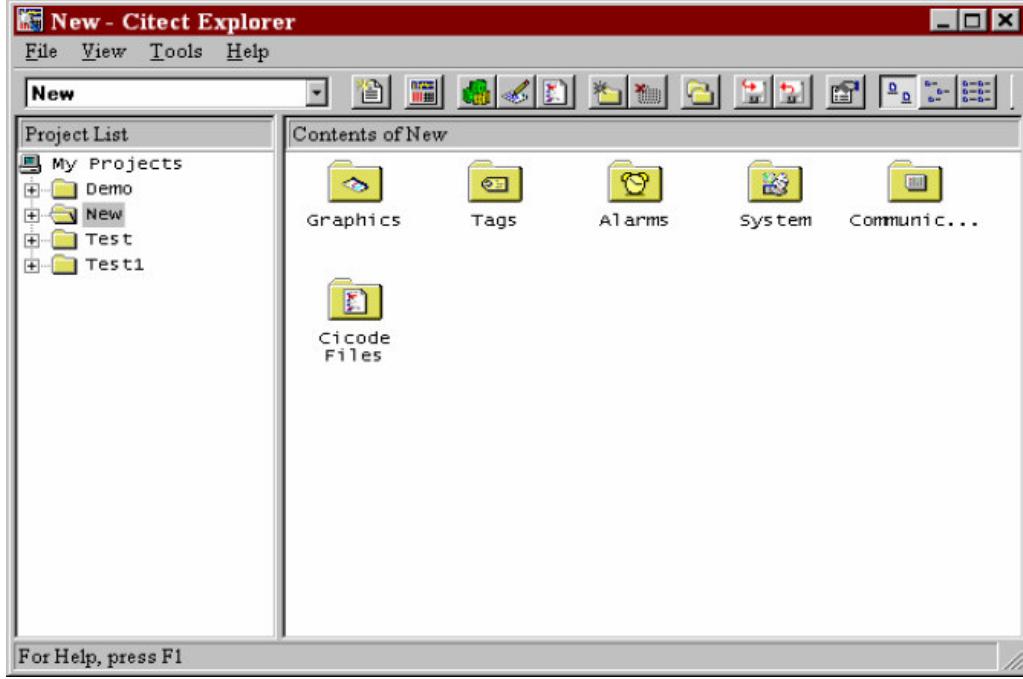 New - Citect Explorer
File View Tools Help
New
Project List
Contents of New
My Projects
Demo
New
Test
Test1
Graphics
Tags
Alarms
System
Communic...
Cicode
Files
For Help, press F1